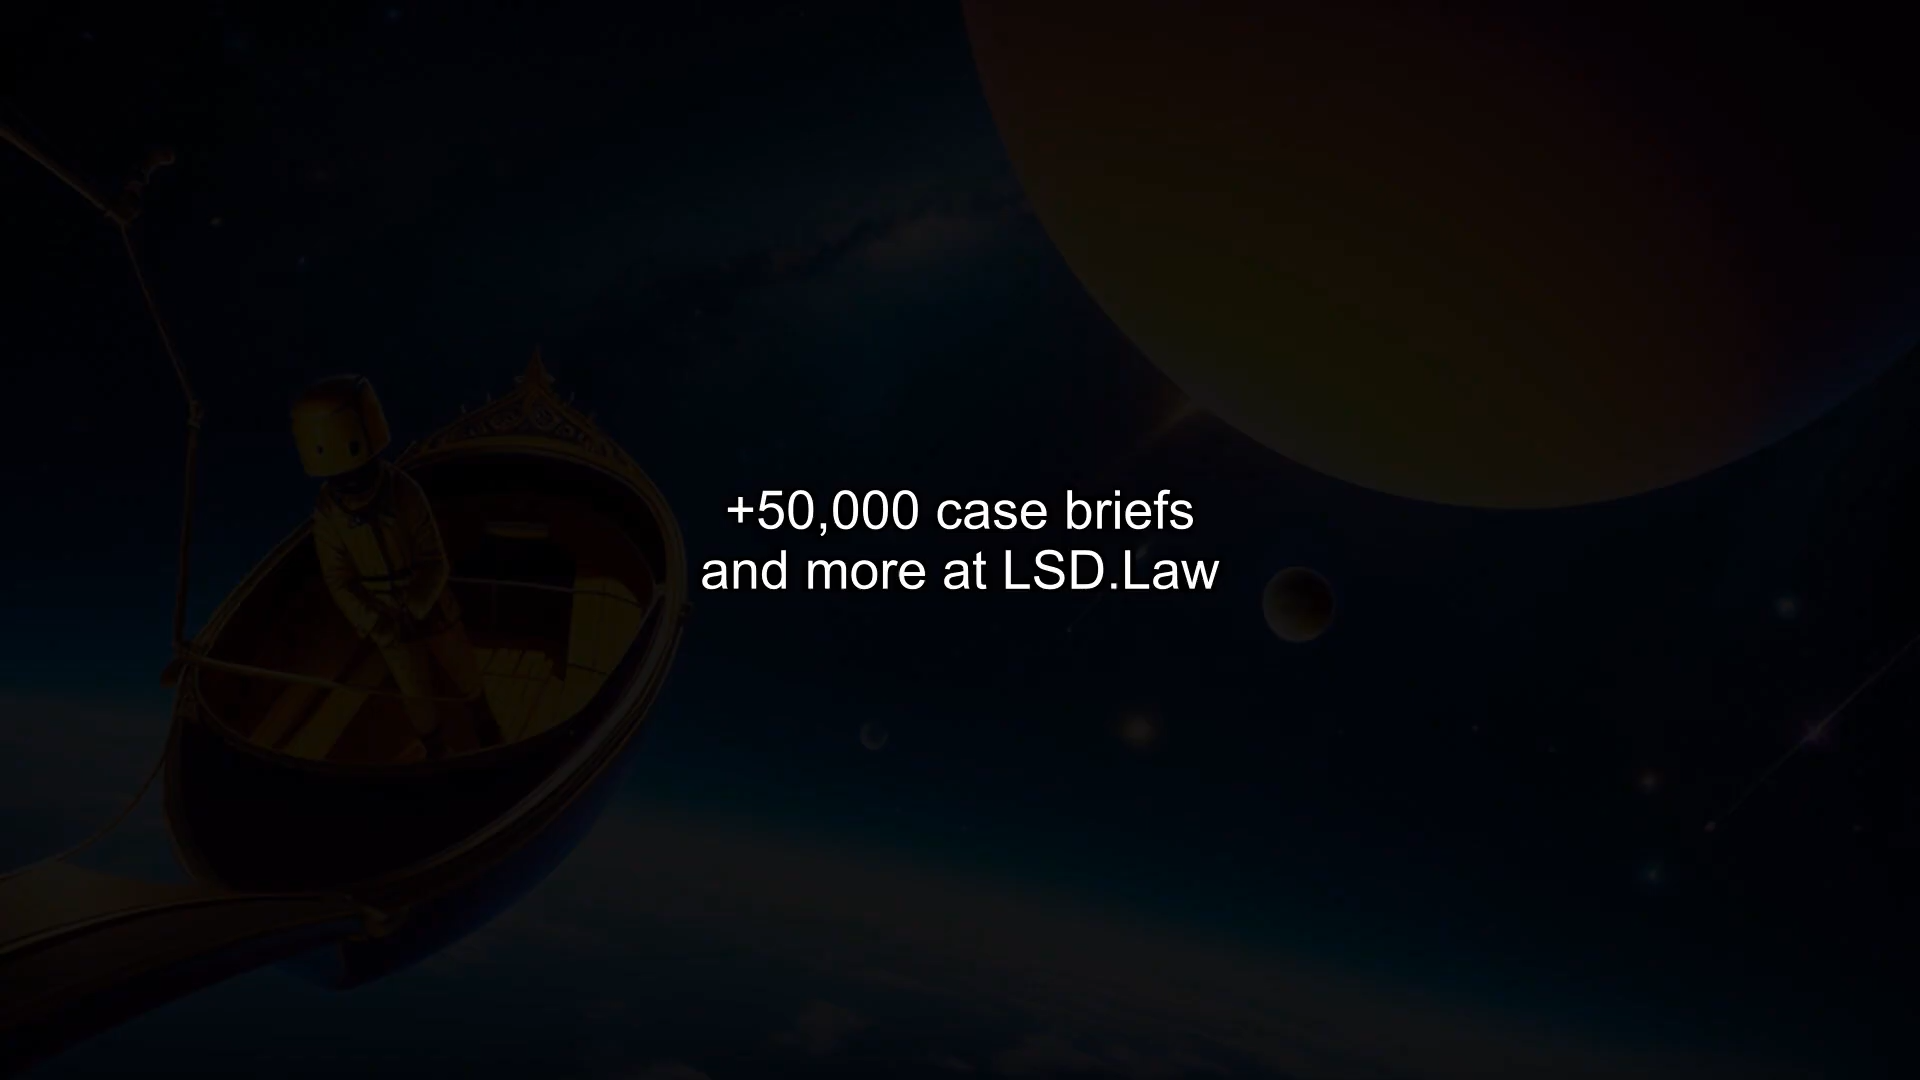 +50,000 case briefs
and more at LSD.Law